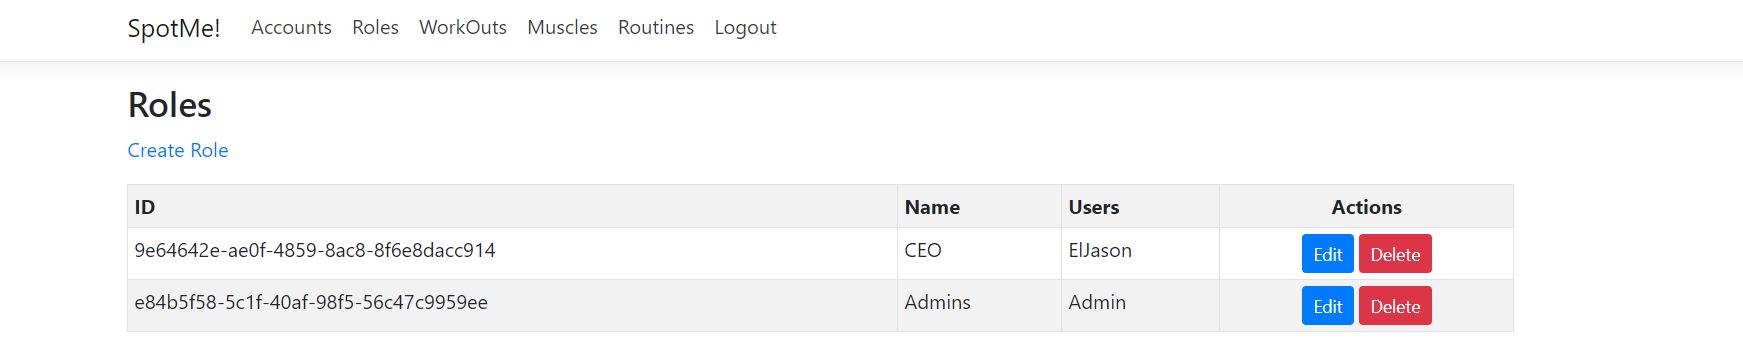 SpotMe! Accounts Roles WorkOuts Muscles Routines Logout
Roles
Create Role
ID Name Users Actions
9e64642e-ae0f-4859-8ac8-8f6e8dacc914 CEO ElJason Edit Delete
e84b5f58-5c1f-40af-98f5-56c47c9959ee Admins Admin Edit Delete